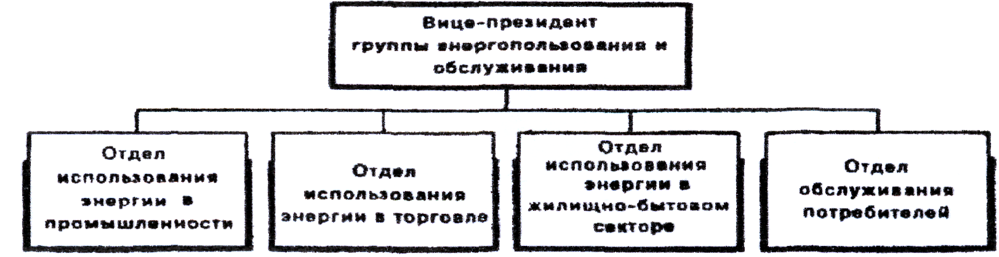 Вице-президент
группы энергопользования и
обслуживания
Отдел
использования
энергии в
промышленности
Отдел
использования
энергии в торговле
Отдел
использования
энергии в
жилищно-бытовом
секторе
Отдел
обслуживания
потребителей